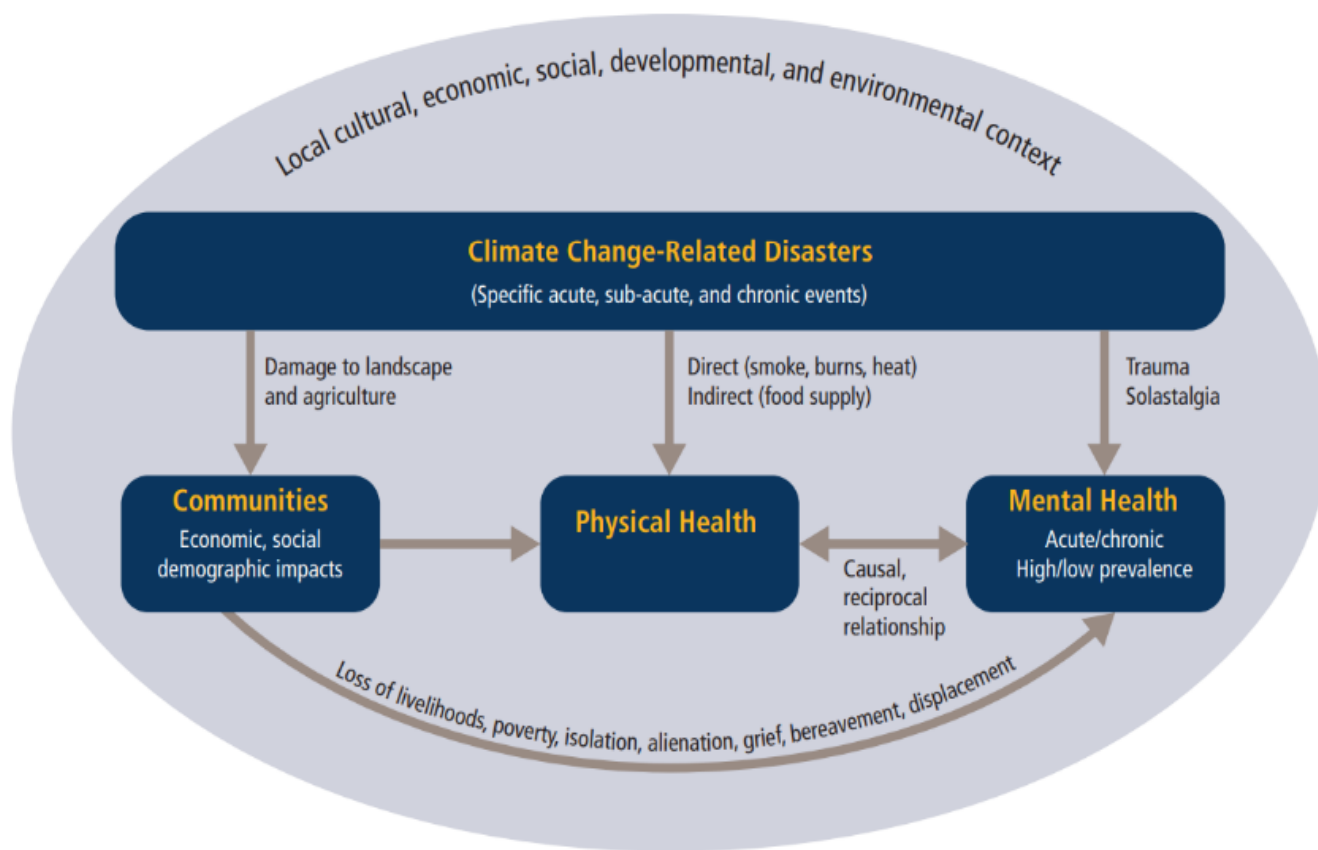 Local cultural, economic, social, developmental, and environmental context
Climate Change-Related Disasters
(Specific acute, sub-acute, and chronic events)
Damage to landscape
and agriculture
Direct (smoke, burns, heat)
Indirect (food supply)
Trauma
Solastalgia
Communities
Economic, social
demographic impacts
Physical Health
Mental Health
Acute/chronic
High/low prevalence
Causal,
reciprocal
relationship
Loss of livelihoods, poverty, isolation, alienation, grief, bereavement, displacement